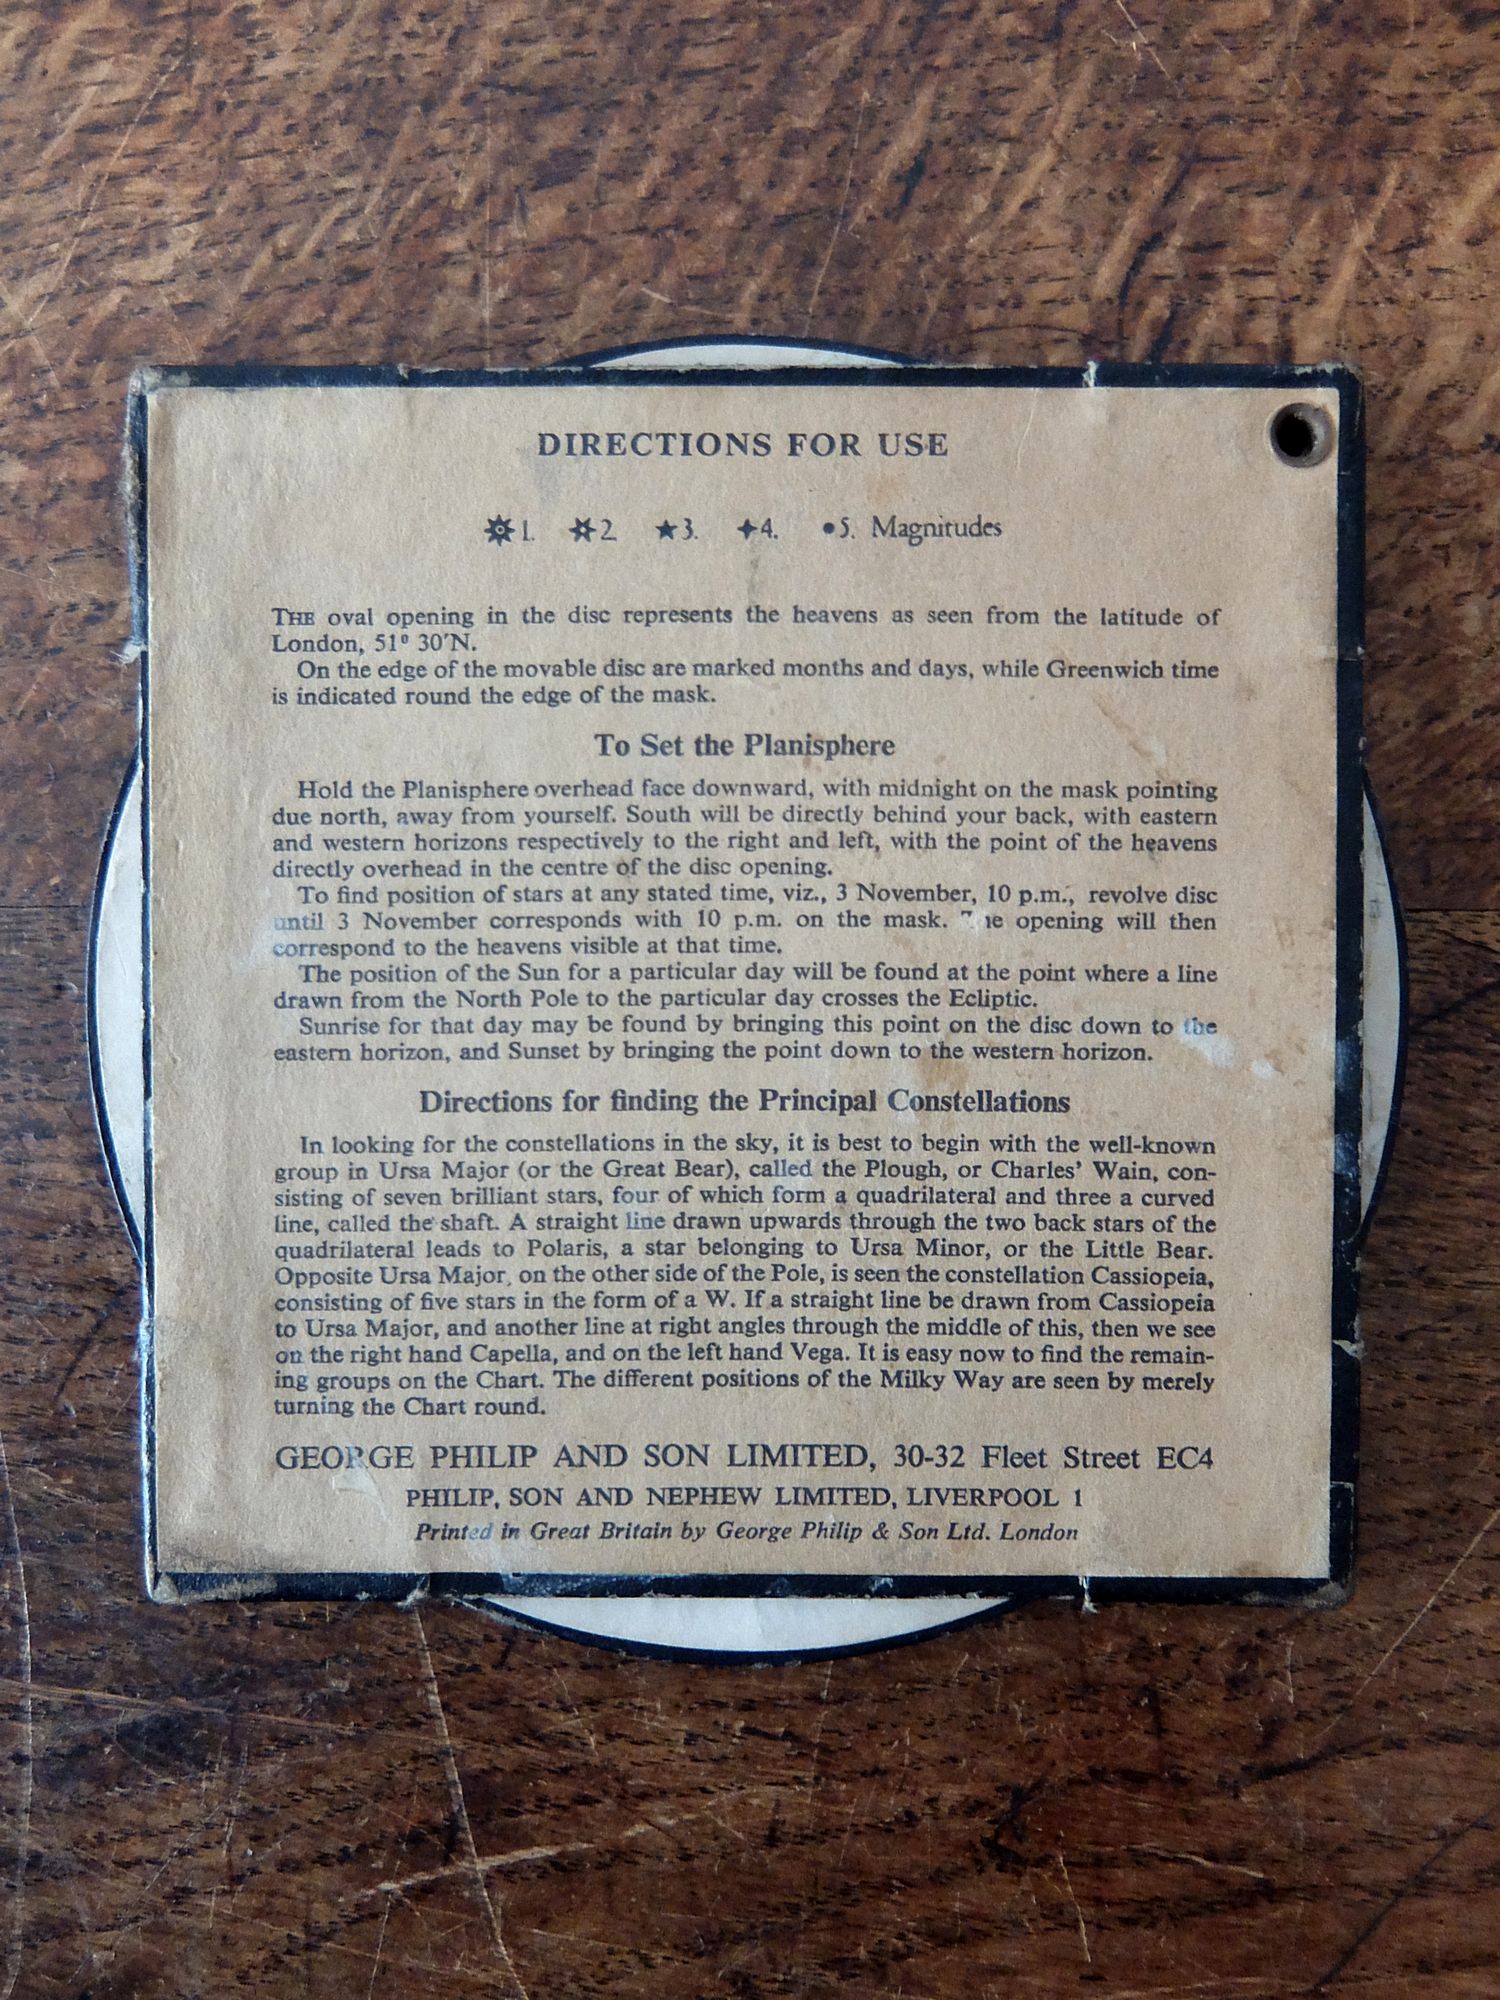 DIRECTIONS FOR USE
1. 2. 3. 4. 5. Magnitudes
THE oval opening in the disc represents the heavens as seen from the latitude of
London, 51° 30′N.
On the edge of the movable disc are marked months and days, while Greenwich time
is indicated round the edge of the mask.
To Set the Planisphere
Hold the Planisphere overhead face downward, with midnight on the mask pointing
due north, away from yourself. South will be directly behind your back, with eastern
and western horizons respectively to the right and left, with the point of the heavens
directly overhead in the centre of the disc opening.
To find position of stars at any stated time, viz., 3 November, 10 p.m., revolve disc
until 3 November corresponds with 10 p.m. on the mask. opening will then
correspond to the heavens visible at that time.
The position of the Sun for a particular day will be found at the point where a line
drawn from the North Pole to the particular day crosses the Ecliptic.
Sunrise for that day may be found by bringing this point on the disc down to the
eastern horizon, and Sunset by bringing the point down to the western horizon.
Directions for finding the Principal Constellations
In looking for the constellations in the sky, it is best to begin with the well-known
group in Ursa Major (or the Great Bear), called the Plough, or Charles' Wain, con-
sisting of seven brilliant stars, four of which form a quadrilateral and three a curved
line, called the shaft. A straight line drawn upwards through the two back stars of the
quadrilateral leads to Polaris, a star belonging to Ursa Minor, or the Little Bear.
Opposite Ursa Major, on the other side of the Pole, is seen the constellation Cassiopeia,
consisting of five stars in the form of a W. If a straight line be drawn from Cassiopeia
to Ursa Major, and another line at right angles through the middle of this, then we see
on the right hand Capella, and on the left hand Vega. It is easy now to find the remain-
ing groups on the Chart. The different positions of the Milky Way are seen by merely
turning the Chart round.
GEORGE PHILIP AND SON LIMITED, 30-32 Fleet Street EC4
PHILIP, SON AND NEPHEW LIMITED, LIVERPOOL 1
Printed in Great Britain by George Philip & Son Ltd. London